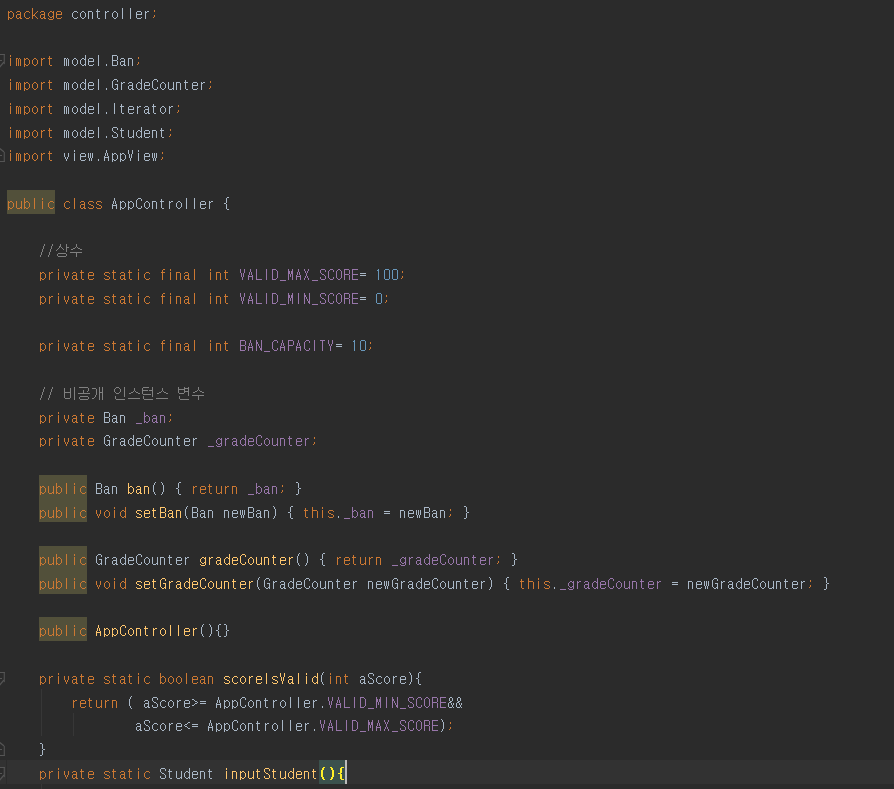 package controller;
import model.Ban;
import model.GradeCounter;
import model.Iterator;
import model.Student;
import view.AppView;
public class AppController {
//상수
private static final int VALID_MAX_SCORE= 100;
private static final int VALID_MIN_SCORE= 0;
private static final int BAN_CAPACITY= 10;
// 비공개 인스턴스 변수
private Ban _ban;
private GradeCounter _gradeCounter;
public Ban ban() { return _ban; }
public void setBan(Ban newBan) { this._ban = newBan; }
public GradeCounter gradeCounter() { return _gradeCounter; }
public void setGradeCounter(GradeCounter newGradeCounter) { this._gradeCounter = newGradeCounter; }
public AppController(){}
private static boolean scoreIsValid(int aScore){
return ( aScore>= AppController.VALID_MIN_SCORE&&
aScore<= AppController.VALID_MAX_SCORE);
}
private static Student inputStudent(){